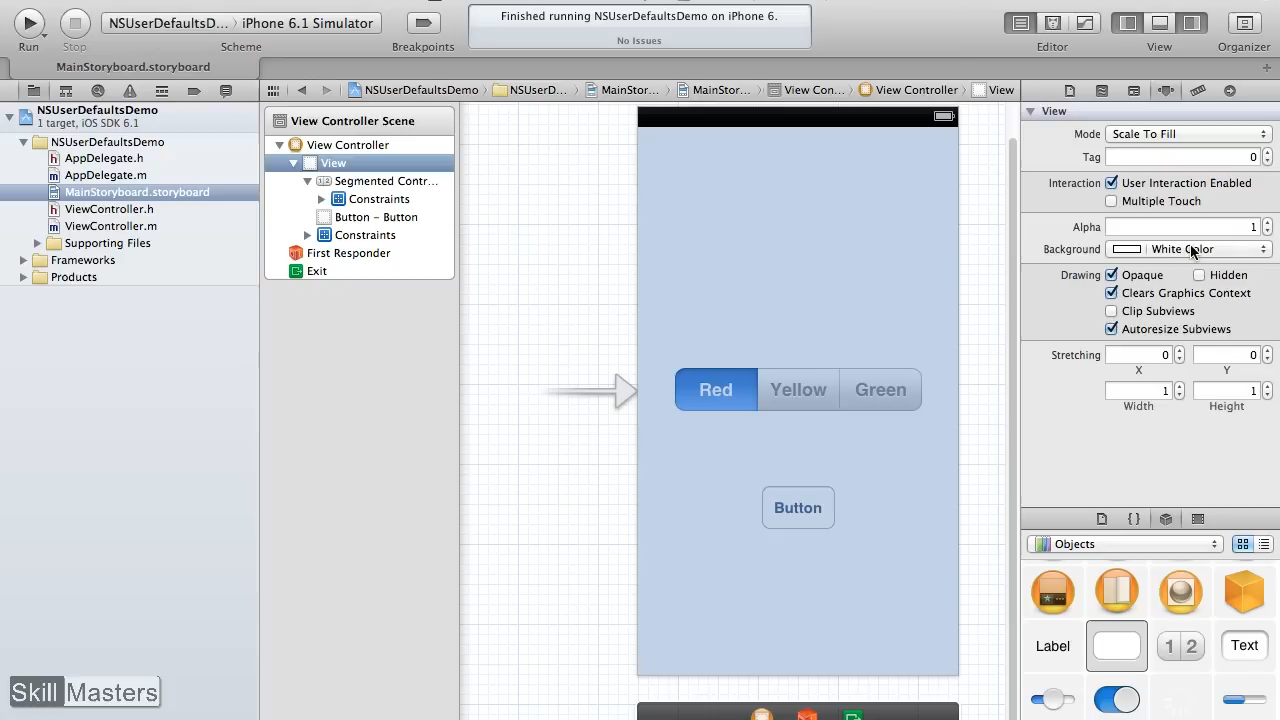 NSUserDefaultsD... iPhone 6.1 Simulator
Finished running NSUserDefaultsDemo on iPhone 6.
No Issues
Run
Stop
Scheme
Breakpoints
Editor
View
Organizer
MainStoryboard.storyboard
NSUserDefaultsDemo
NSUserD...
MainStor...
MainStor...
View Con...
View Controller
View
NSUserDefaultsDemo
1 target, iOS SDK 6.1
NSUserDefaultsDemo
AppDelegate.h
AppDelegate.m
MainStoryboard.storyboard
ViewController.h
ViewController.m
Supporting Files
Frameworks
Products
View Controller Scene
View Controller
View
Segmented Contr...
Constraints
Button – Button
Constraints
First Responder
Exit
Red
Yellow
Green
Button
View
Mode Scale To Fill
Tag 0
Interaction User Interaction Enabled
Multiple Touch
Alpha 1
Background White Color
Drawing Opaque Hidden
Clears Graphics Context
Clip Subviews
Autoresize Subviews
Stretching 0 0
X Y
1 1
Width Height
{ }
Objects
Label
1 2
Text
Skill Masters